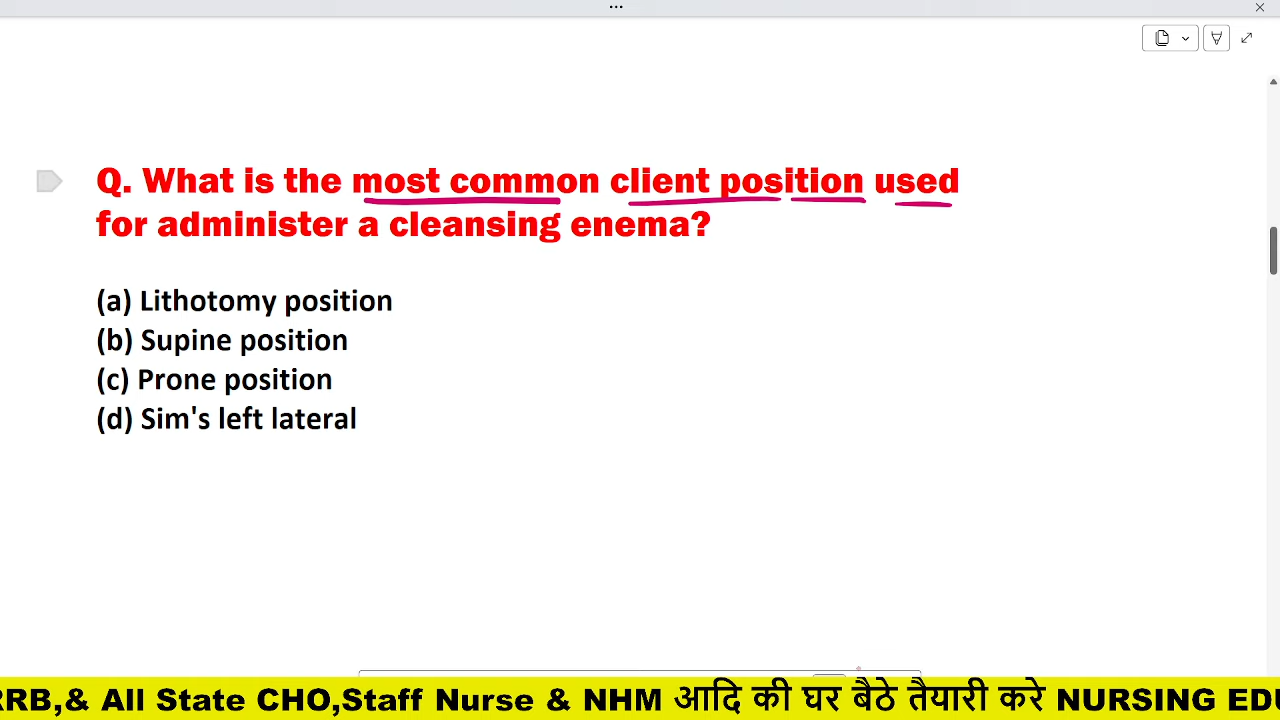 Q. What is the most common client position used
for administer a cleansing enema?
(a) Lithotomy position
(b) Supine position
(c) Prone position
(d) Sim's left lateral
RRB,& All State CHO,Staff Nurse & NHM आदि की घर बैठे तैयारी करे NURSING